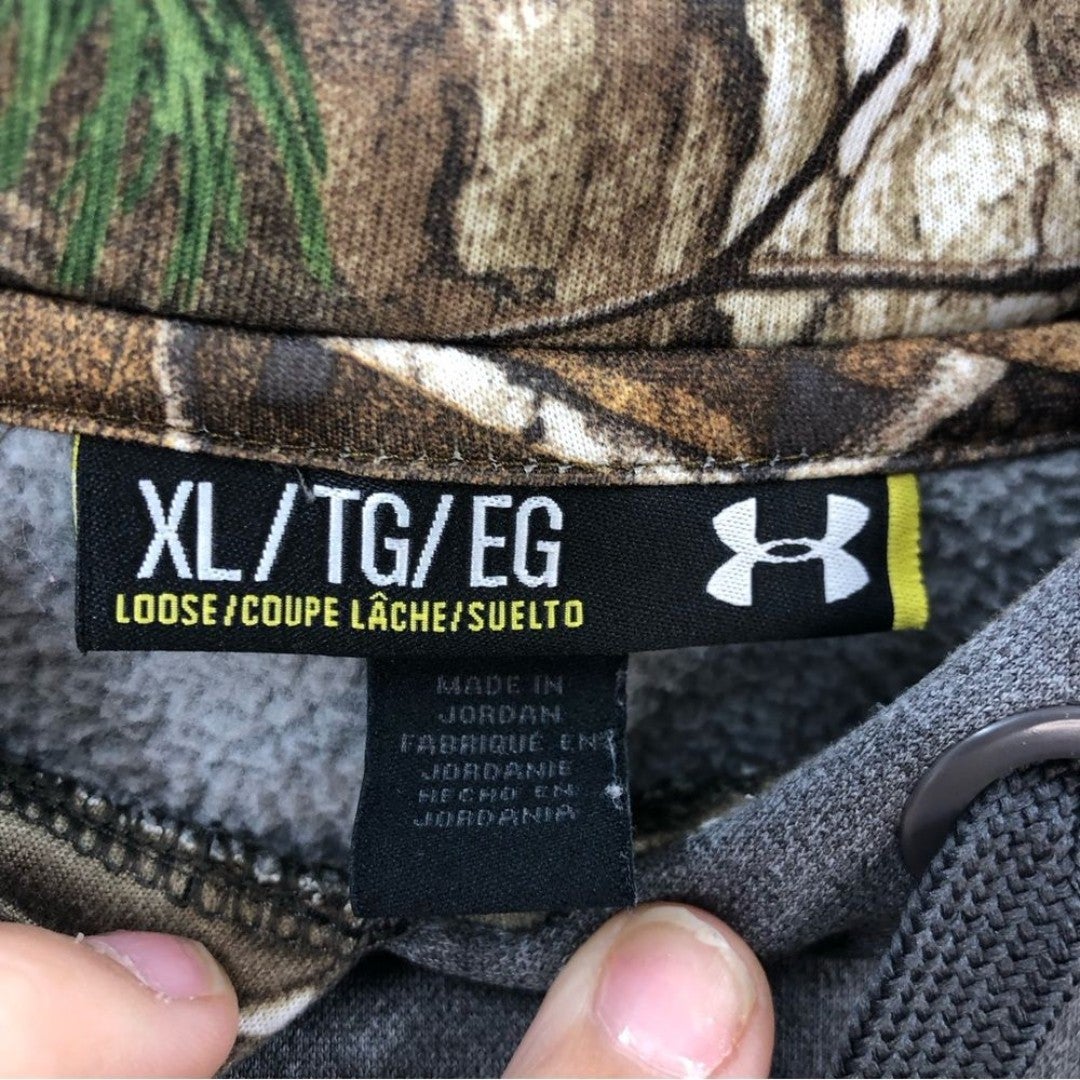 XL/TG/EG
LOOSE/COUPE LÂCHE/SUELTO
MADE IN
JORDAN
FABRIQUÉ EN
JORDANIE
HECHO EN
JORDANIA